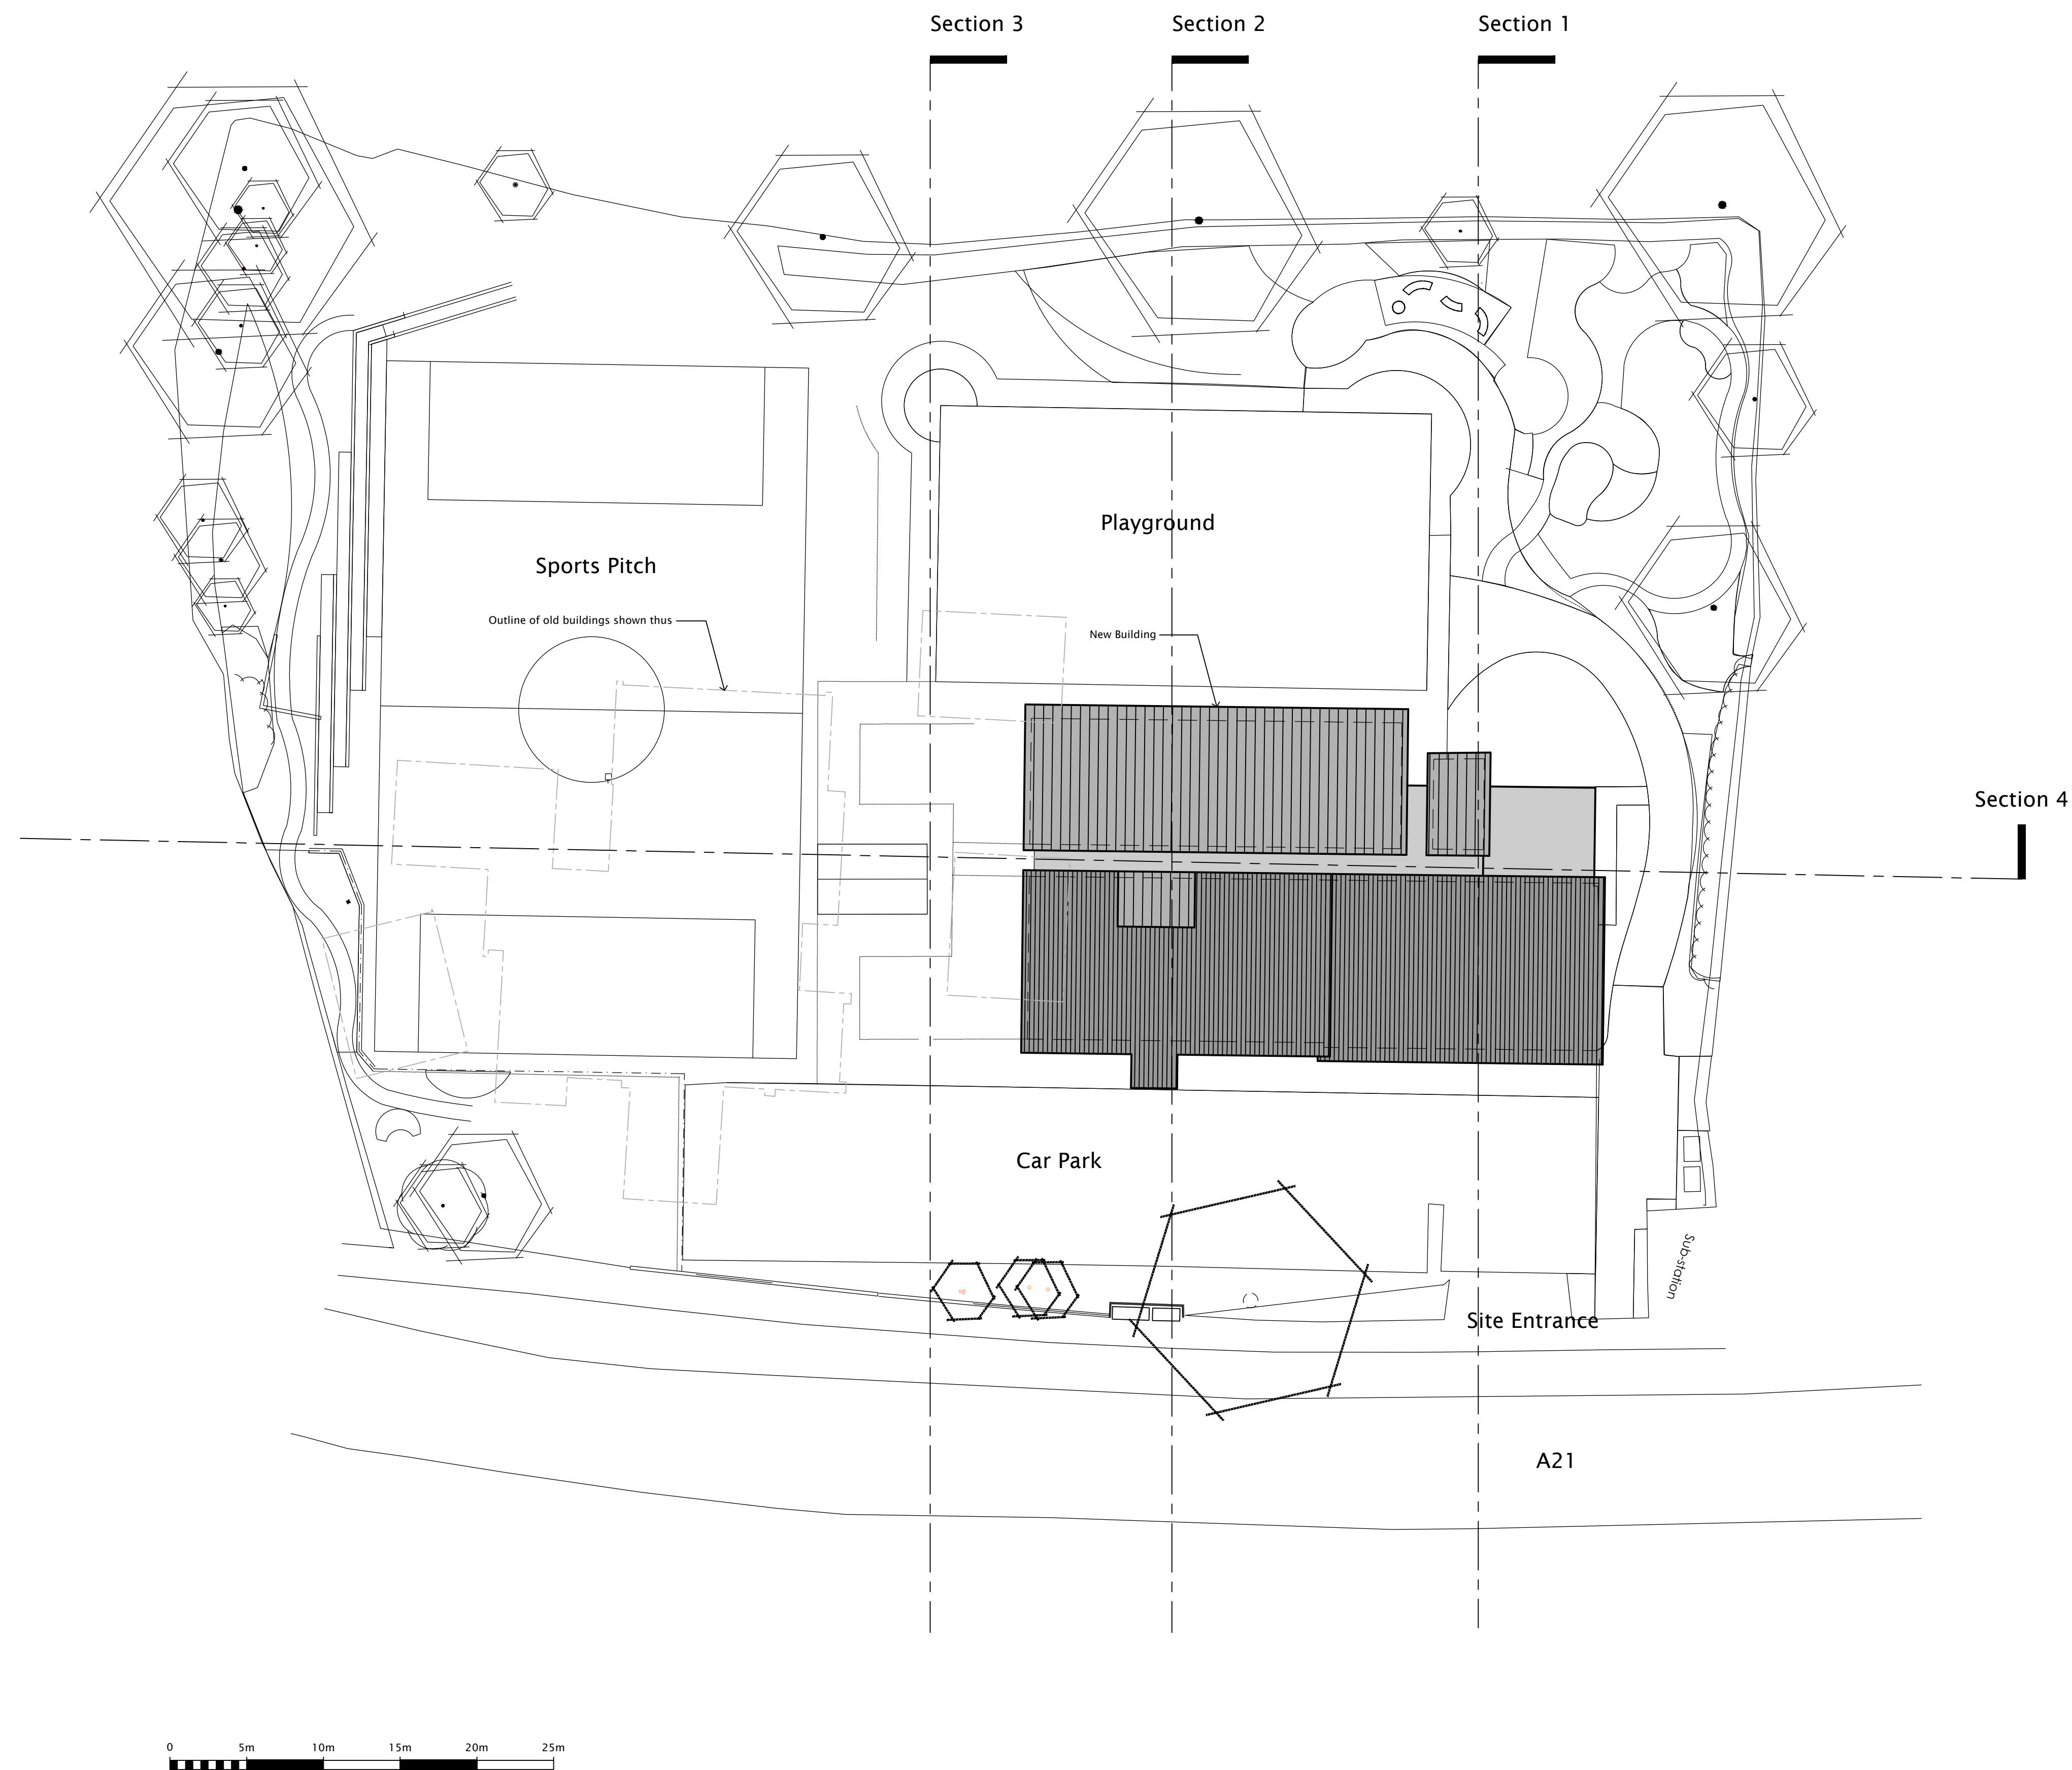 Section 3
Section 2
Section 1
Playground
Sports Pitch
Outline of old buildings shown thus
New Building
Section 4
Car Park
Sub-station
Site Entrance
A21
0 5m 10m 15m 20m 25m